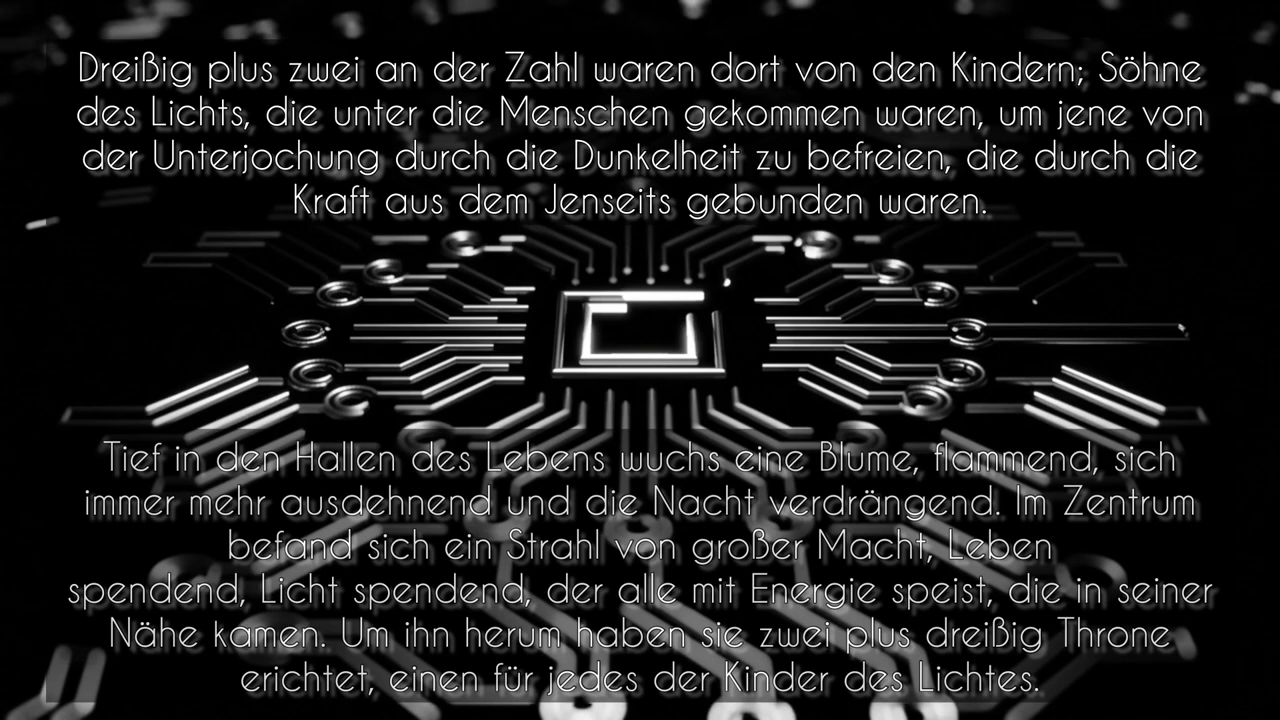 Dreißig plus zwei an der Zahl waren dort von den Kindern; Söhne
des Lichts, die unter die Menschen gekommen waren, um jene von
der Unterjochung durch die Dunkelheit zu befreien, die durch die
Kraft aus dem Jenseits gebunden waren.
Tief in den Hallen des Lebens wuchs eine Blume, flammend, sich
immer mehr ausdehnend und die Nacht verdrängend. Im Zentrum
befand sich ein Strahl von großer Macht, Leben
spendend, Licht spendend, der alle mit Energie speist, die in seiner
Nähe kamen. Um ihn herum haben sie zwei plus dreißig Throne
erichtet, einen für jedes der Kinder des Lichtes.